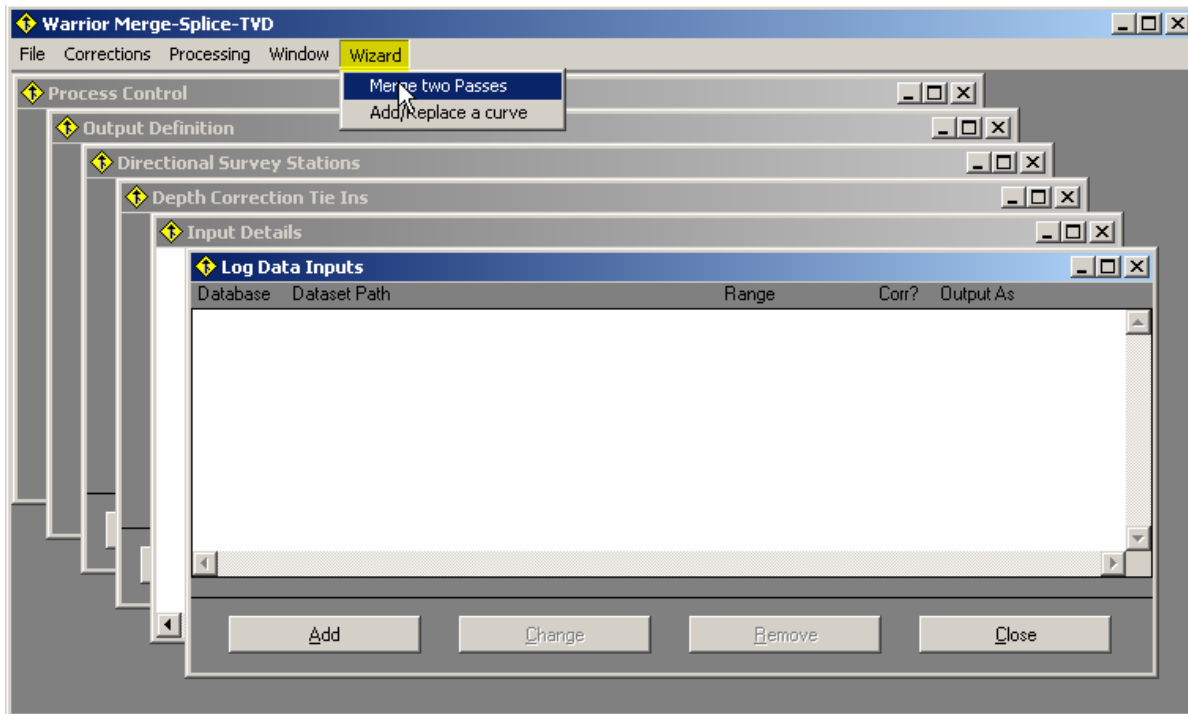 Warrior Merge-Splice-TVD
File Corrections Processing Window Wizard
Merge two Passes
Add/Replace a curve
Process Control
Output Definition
Directional Survey Stations
Depth Correction Tie Ins
Input Details
Log Data Inputs
Database Dataset Path Range Corr? Output As
Add Change Remove Close